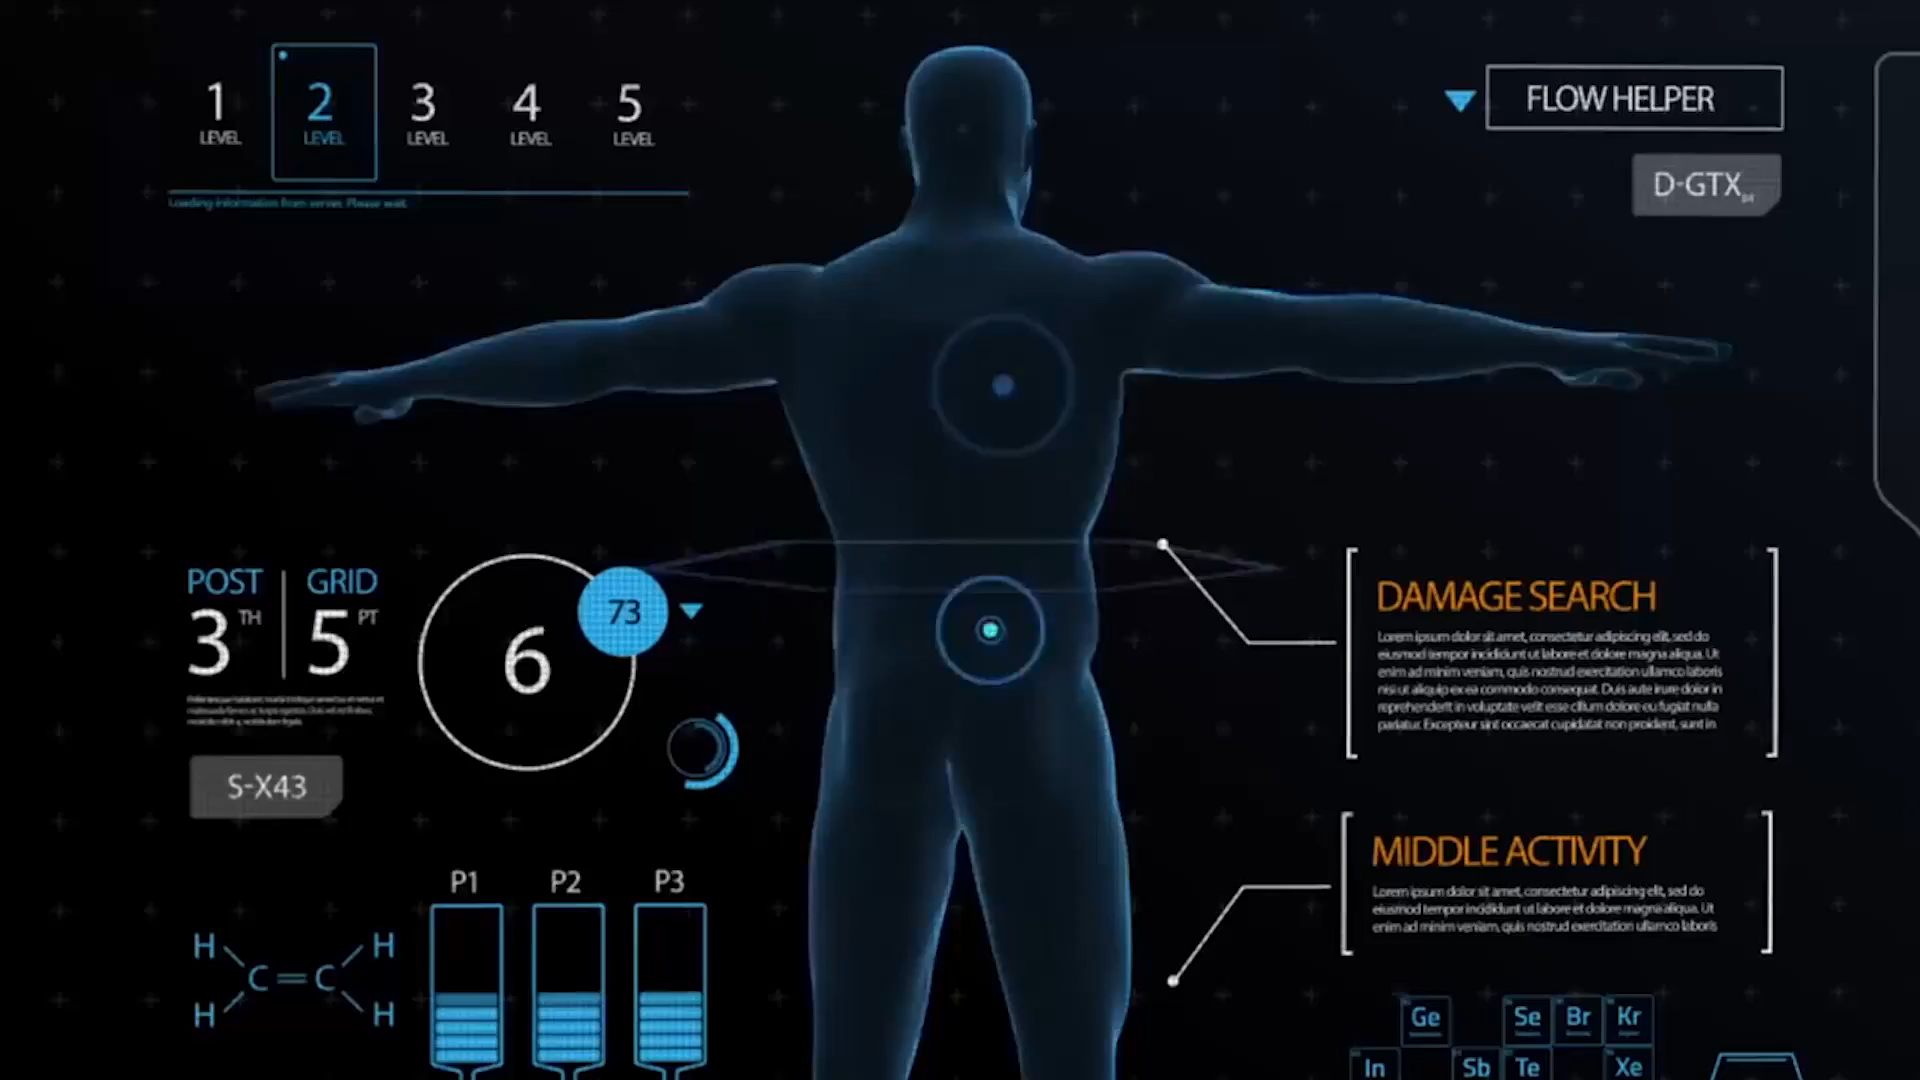 1 2 3 4 5
LEVEL LEVEL LEVEL LEVEL LEVEL
Loading information from server. Please wait.
FLOW HELPER
D-GTX
POST GRID
3 TH 5 PT
6
73
S-X43
DAMAGE SEARCH
Lorem ipsum dolor sit amet, consectetur adipiscing elit, sed do
eiusmod tempor incididunt ut labore et dolore magna aliqua. Ut
enim ad minim veniam, quis nostrud exercitation ullamco laboris
nisi ut aliquip ex ea commodo consequat. Duis aute irure dolor in
reprehenderit in voluptate velit esse cillum dolore eu fugiat nulla
pariatur. Excepteur sint occaecat cupidatat non proident, sunt in
MIDDLE ACTIVITY
Lorem ipsum dolor sit amet, consectetur adipiscing elit, sed do
eiusmod tempor incididunt ut labore et dolore magna aliqua. Ut
enim ad minim veniam, quis nostrud exercitation ullamco laboris
P1 P2 P3
H H
C C
H H
Ge Se Br Kr
In Sb Te Xe